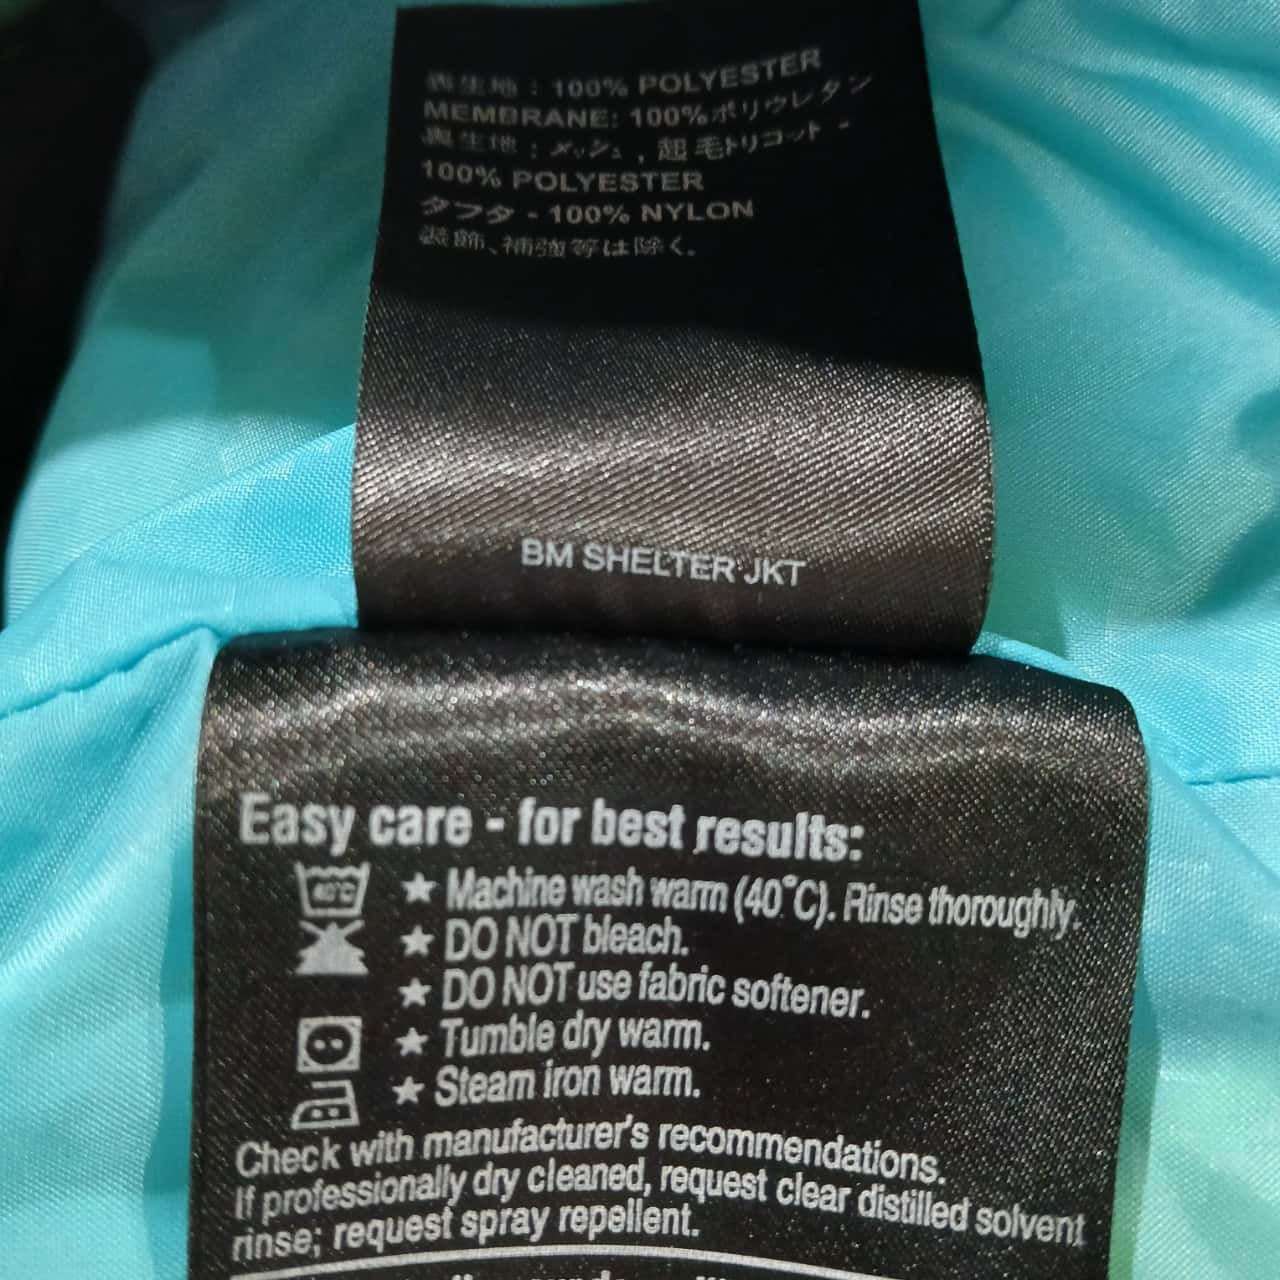 表生地 : 100% POLYESTER
MEMBRANE: 100%ポリウレタン
裏生地 : メッシュ , 起毛トリコット -
100% POLYESTER
タフタ - 100% NYLON
装飾、補強等は除く。
BM SHELTER JKT
Easy care - for best results:
40°C
★ Machine wash warm (40°C). Rinse thoroughly.
★ DO NOT bleach.
★ DO NOT use fabric softener.
★ Tumble dry warm.
★ Steam iron warm.
Check with manufacturer's recommendations.
If professionally dry cleaned, request clear distilled solvent
rinse; request spray repellent.